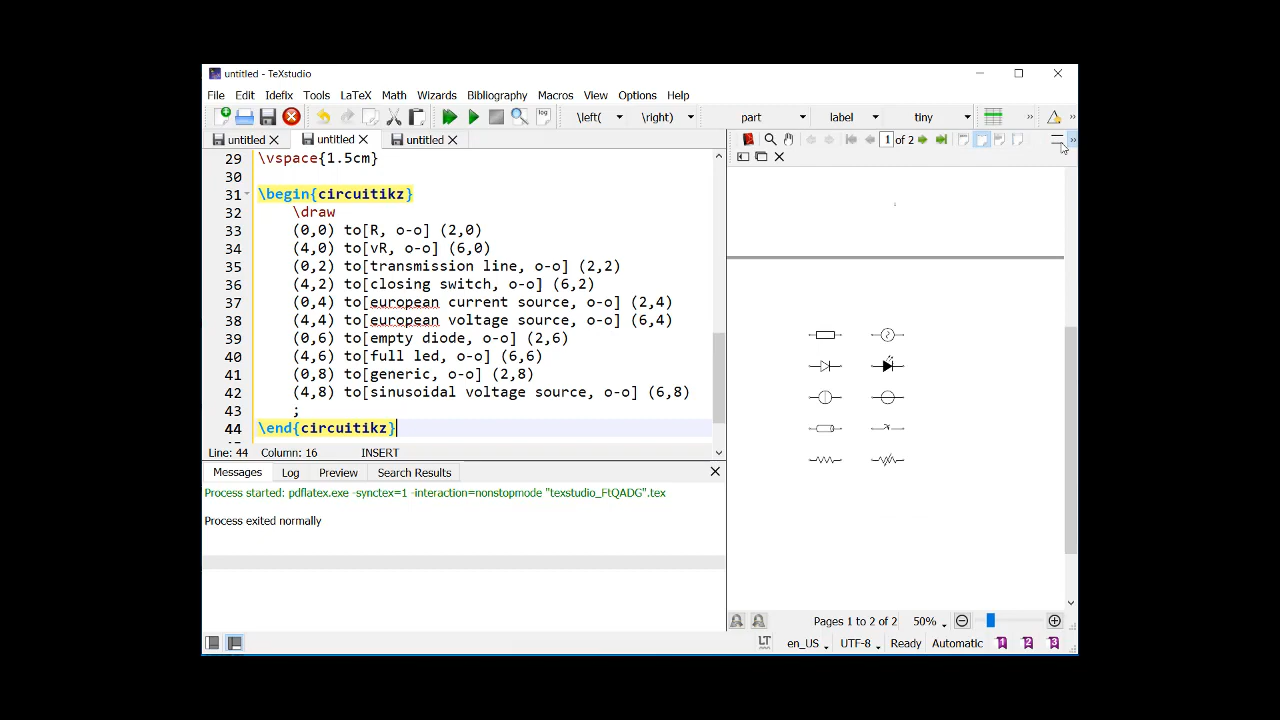 untitled - TeXstudio
File Edit Idefix Tools LaTeX Math Wizards Bibliography Macros View Options Help
log \left( \right) part label tiny » »
untitled untitled untitled
1 of 2 »
29 \vspace{1.5cm}
30
31 \begin{circuitikz}
32 \draw
33 (0,0) to[R, o-o] (2,0)
34 (4,0) to[vR, o-o] (6,0)
35 (0,2) to[transmission line, o-o] (2,2)
36 (4,2) to[closing switch, o-o] (6,2)
37 (0,4) to[european current source, o-o] (2,4)
38 (4,4) to[european voltage source, o-o] (6,4)
39 (0,6) to[empty diode, o-o] (2,6)
40 (4,6) to[full led, o-o] (6,6)
41 (0,8) to[generic, o-o] (2,8)
42 (4,8) to[sinusoidal voltage source, o-o] (6,8)
43 ;
44 \end{circuitikz}
Line: 44 Column: 16 INSERT
Messages Log Preview Search Results
Process started: pdflatex.exe -synctex=1 -interaction=nonstopmode "texstudio_FtQADG".tex
Process exited normally
Pages 1 to 2 of 2 50%
LT en_US UTF-8 Ready Automatic 1 2 3